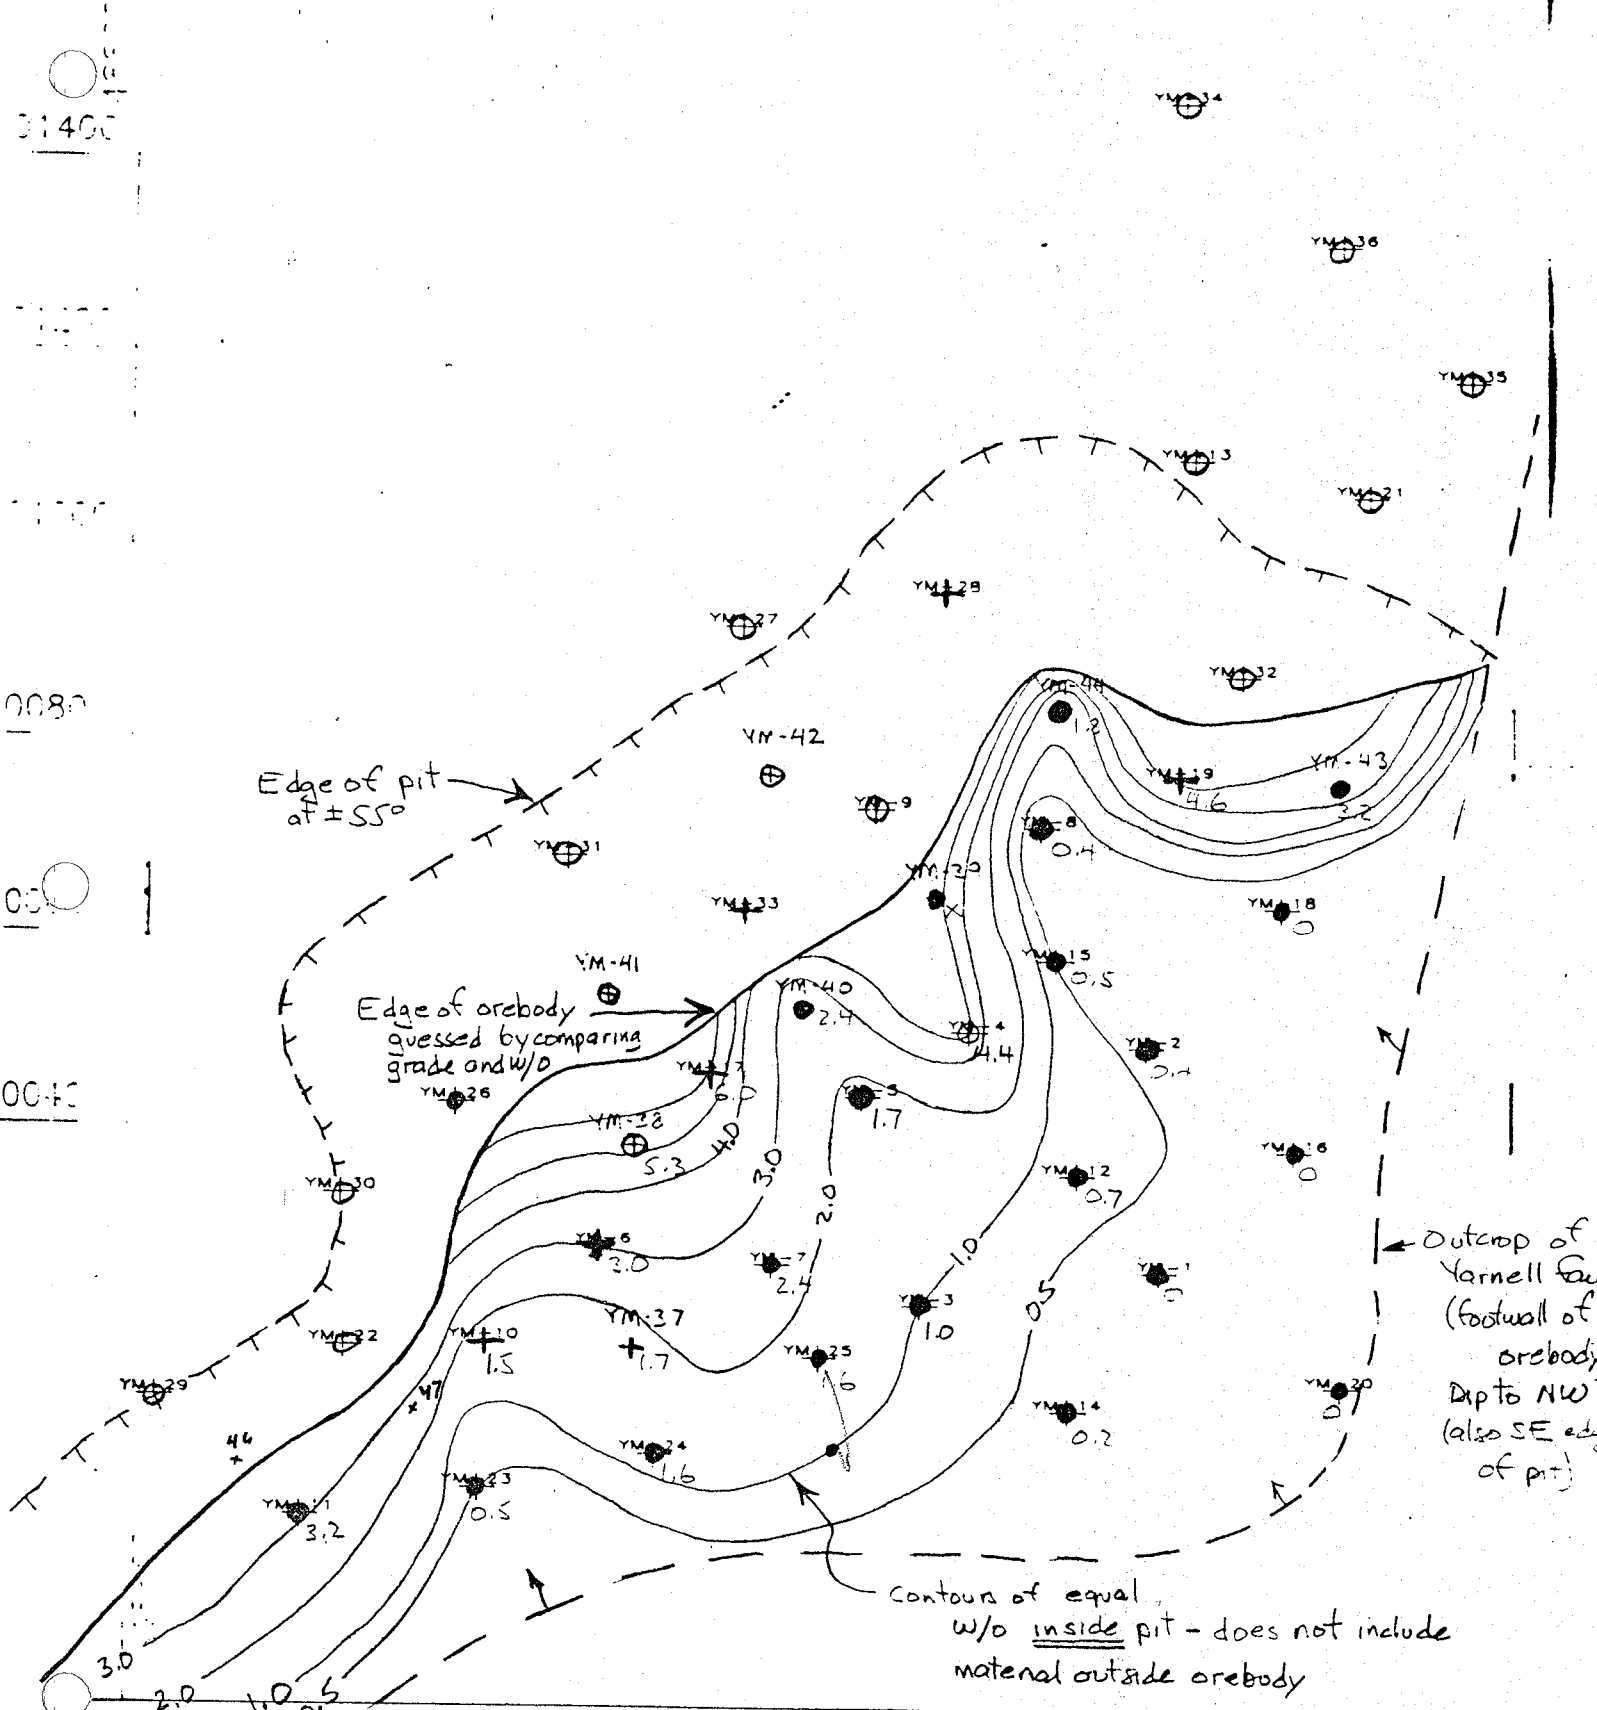 YM-34
YM-36
YM-35
YM-13
YM-21
YM-28
YM-27
YM-32
YM-44
1.8
YM-42
YM-43
3.2
YM-19
4.6
Edge of pit
at ±55°
YM-9
YM-8
0.4
YM-31
YM-39
YM-33
YM-18
0
YM-15
0.5
YM-41
YM-40
2.4
Edge of orebody
guessed by comparing
grade and w/o
YM-4
4.4
YM-2
YM-17
6.0
YM-26
YM-5
1.7
YM-38
5.3
4.0
3.0
YM-16
0
YM-12
0.7
YM-30
2.0
YM-6
3.0
YM-7
2.4
1.0
Outcrop of
Yarnell
(footwall of
orebody
Dip to NW
(also SE
of pit)
YM-1
0
YM-3
1.0
0.5
YM-37
1.7
YM-10
1.5
YM-22
YM-25
1.6
YM-29
47
YM-20
0
YM-14
0.2
46
YM-24
1.6
YM-23
0.5
YM-11
3.2
Contours of equal
w/o inside pit - does not include
material outside orebody
3.0
2.0
1.0
0.5